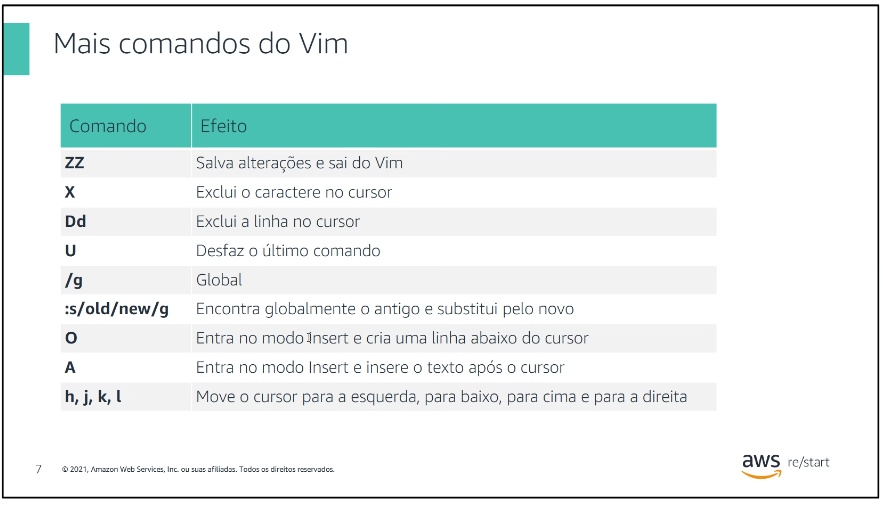 Mais comandos do Vim
Comando Efeito
ZZ Salva alterações e sai do Vim
X Exclui o caractere no cursor
Dd Exclui a linha no cursor
U Desfaz o último comando
/g Global
:s/old/new/g Encontra globalmente o antigo e substitui pelo novo
O Entra no modo Insert e cria uma linha abaixo do cursor
A Entra no modo Insert e insere o texto após o cursor
h, j, k, l Move o cursor para a esquerda, para baixo, para cima e para a direita
7 © 2021, Amazon Web Services, Inc. ou suas afiliadas. Todos os direitos reservados.
aws re/start